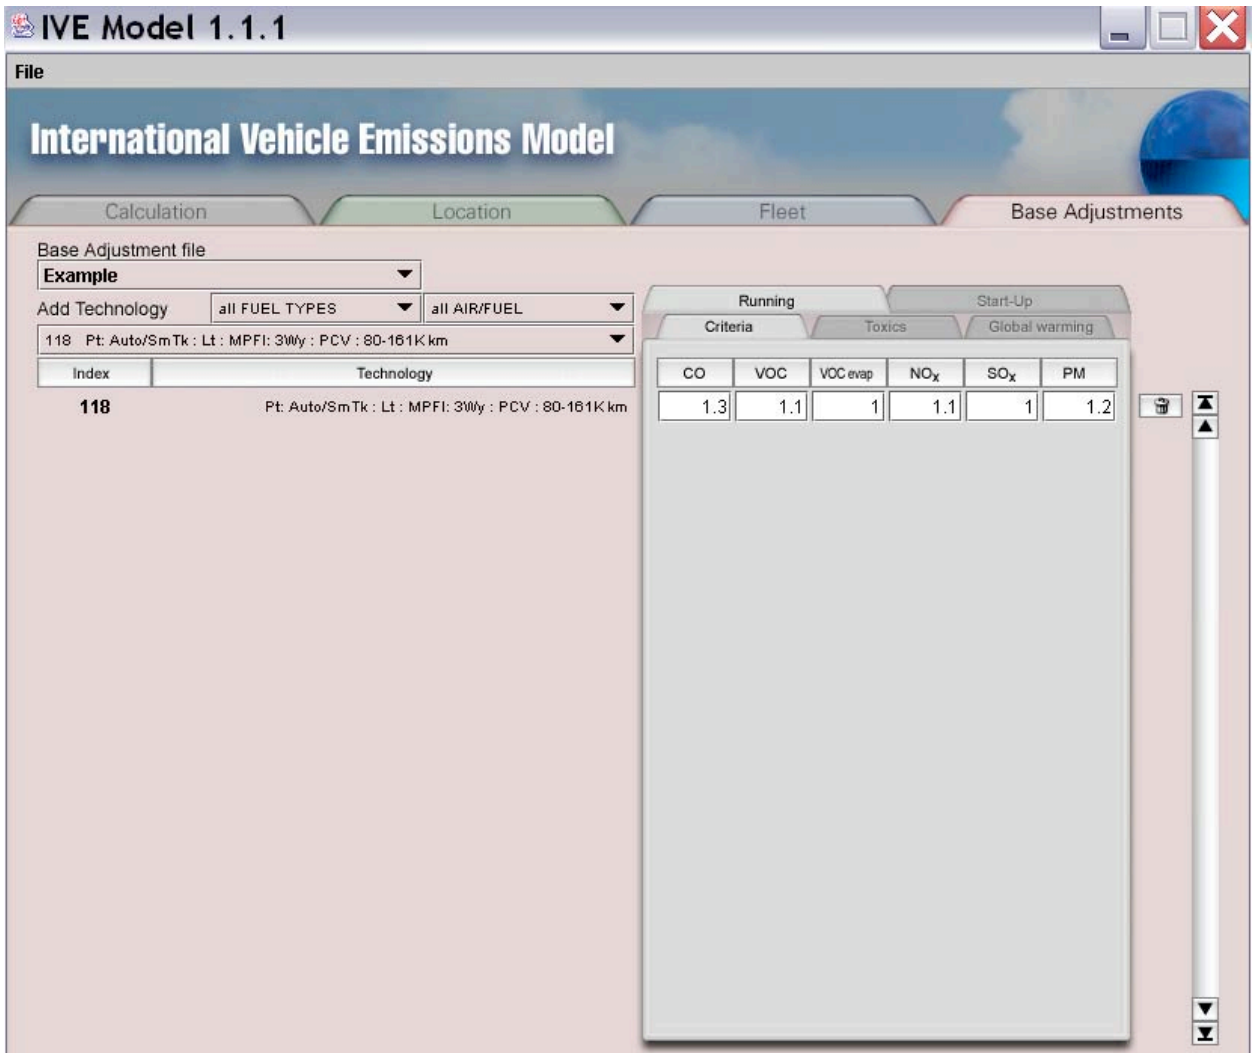 IVE Model 1.1.1
File
International Vehicle Emissions Model
Calculation Location Fleet Base Adjustments
Base Adjustment file
Example
Add Technology all FUEL TYPES all AIR/FUEL
118 Pt: Auto/SmTk : Lt : MPFI: 3Wy : PCV : 80-161K km
Index Technology
118 Pt: Auto/SmTk : Lt : MPFI: 3Wy : PCV : 80-161K km
Running Start-Up
Criteria Toxics Global warming
CO VOC VOC evap NOx SOx PM
1.3 1.1 1 1.1 1 1.2